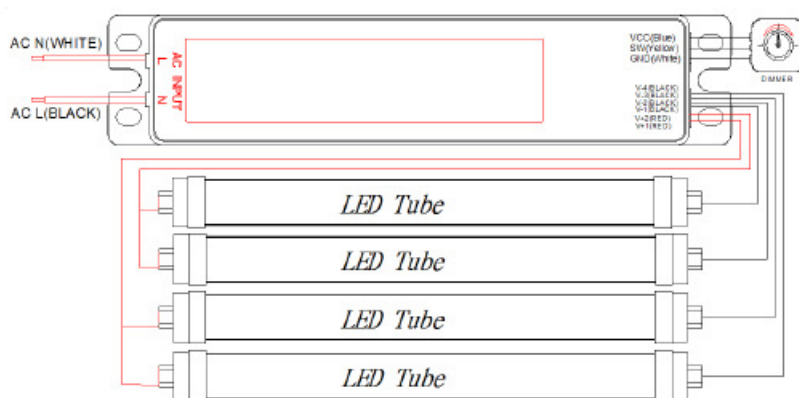 AC N(WHITE)
AC L(BLACK)
L
N
AC INPUT
VCC(Blue)
SW(Yellow)
GND(White)
DIMMER
V-4(BLACK)
V-3(BLACK)
V-2(BLACK)
V-1(BLACK)
V+2(RED)
V+1(RED)
LED Tube
LED Tube
LED Tube
LED Tube